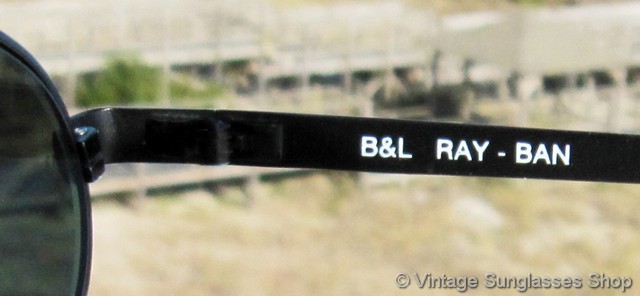 B&L RAY - BAN
© Vintage Sunglasses Shop